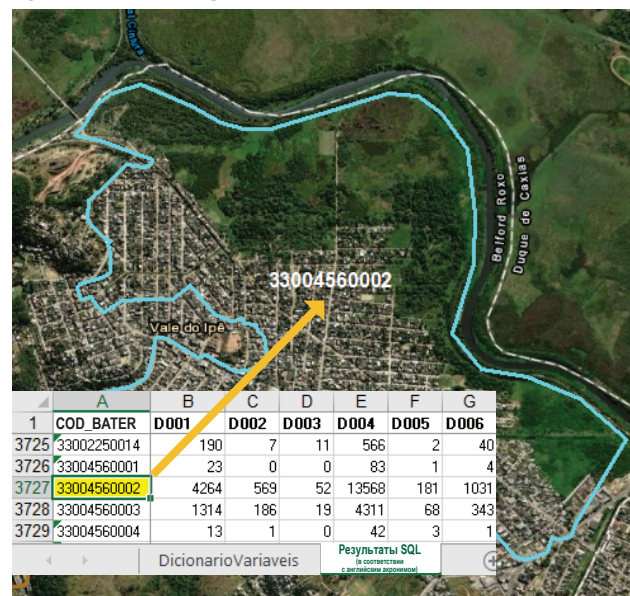 al Cintura
Belford Roxo
Duque de Caxias
33004560002
Vale do Ipê
A B C D E F G
1 COD_BATER D001 D002 D003 D004 D005 D006
3725 33002250014 190 7 11 566 2 40
3726 33004560001 23 0 0 83 1 4
3727 33004560002 4264 569 52 13568 181 1031
3728 33004560003 1314 186 19 4311 68 343
3729 33004560004 13 1 0 42 3 1
DicionarioVariaveis Результаты SQL
(в соответствии
с английским акронимом)